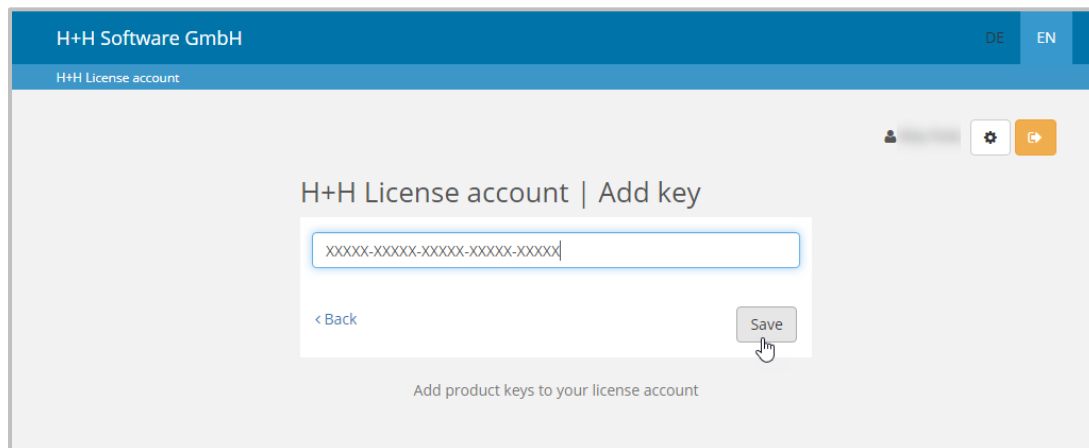 H+H Software GmbH
DE
EN
H+H License account
H+H License account | Add key
XXXXX-XXXXX-XXXXX-XXXXX-XXXXX
< Back
Save
Add product keys to your license account